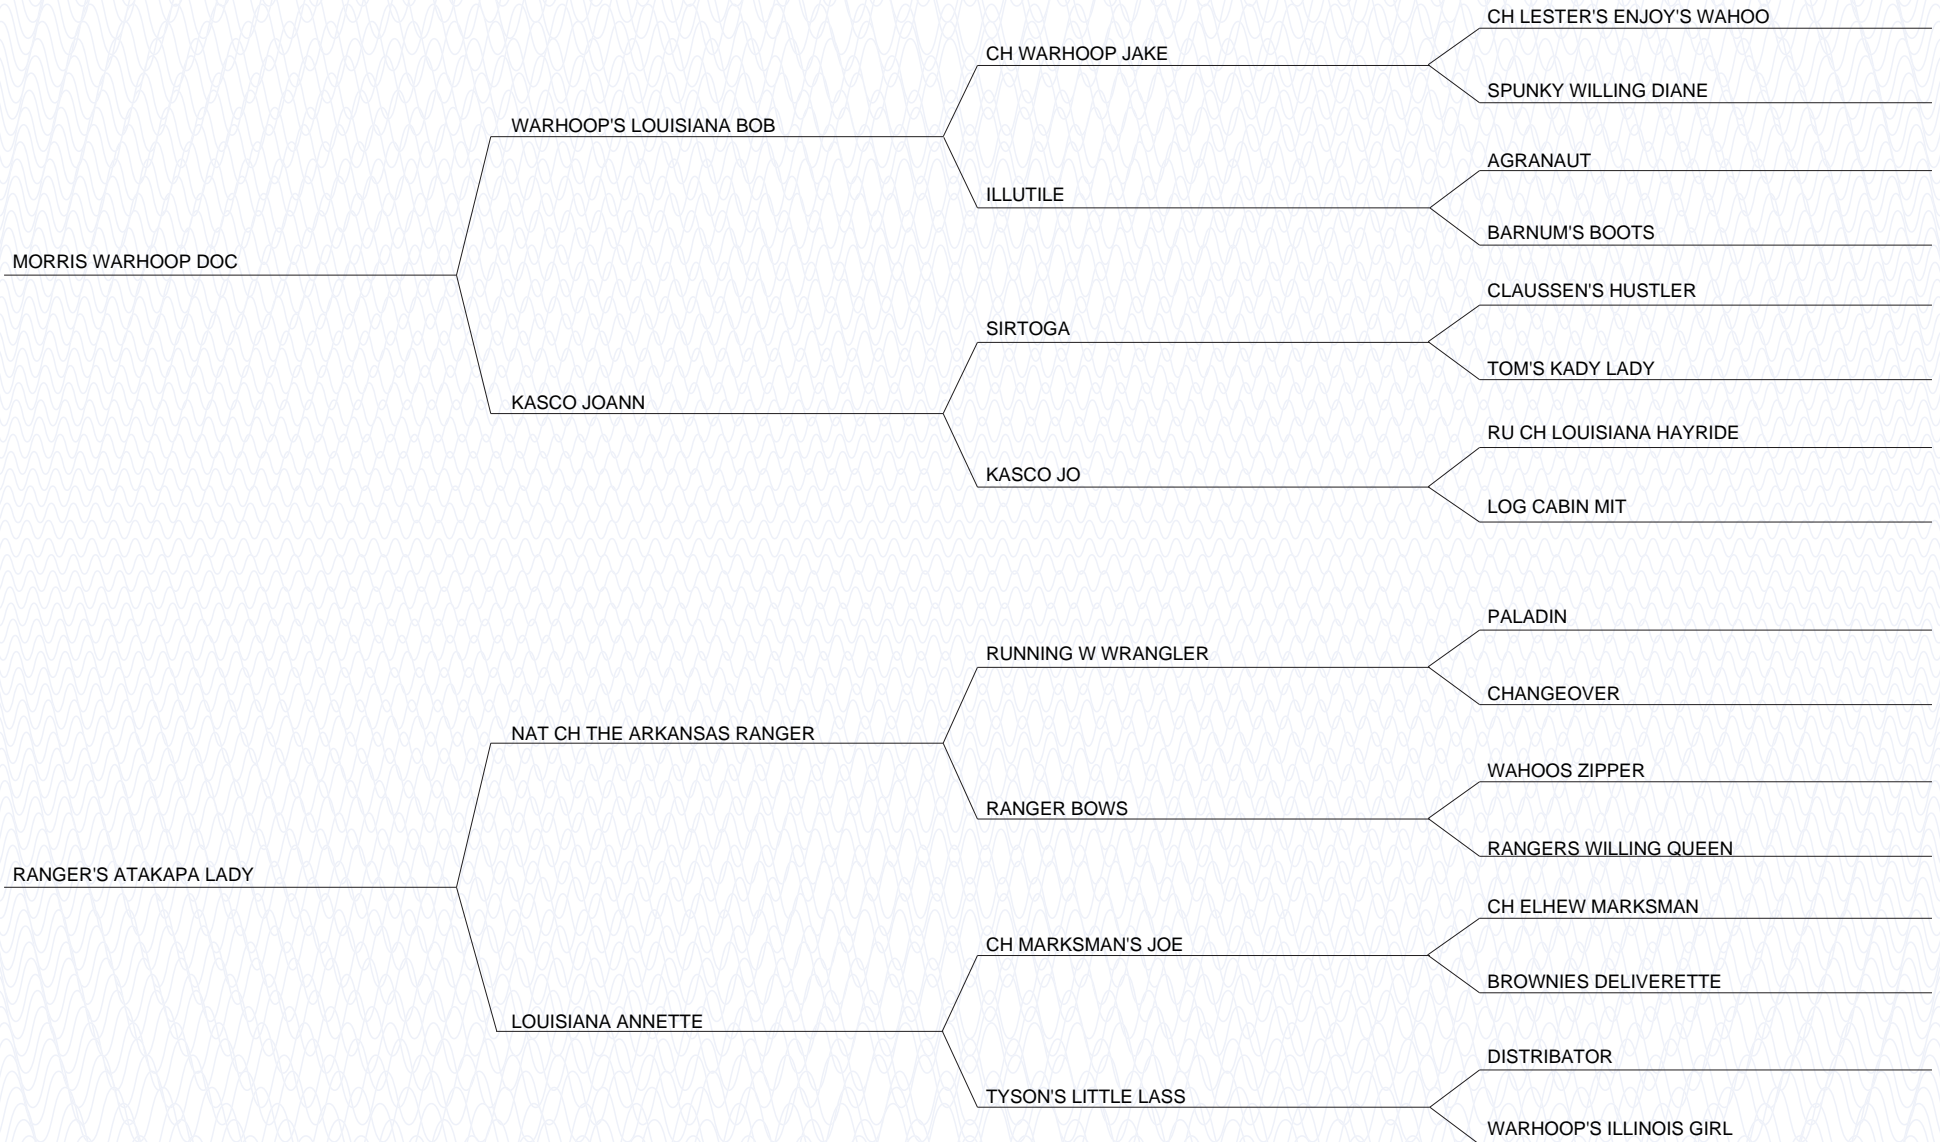 CH LESTER'S ENJOY'S WAHOO
CH WARHOOP JAKE
SPUNKY WILLING DIANE
WARHOOP'S LOUISIANA BOB
AGRANAUT
ILLUTILE
BARNUM'S BOOTS
MORRIS WARHOOP DOC
CLAUSSEN'S HUSTLER
SIRTOGA
TOM'S KADY LADY
KASCO JOANN
RU CH LOUISIANA HAYRIDE
KASCO JO
LOG CABIN MIT
PALADIN
RUNNING W WRANGLER
CHANGEOVER
NAT CH THE ARKANSAS RANGER
WAHOOS ZIPPER
RANGER BOWS
RANGERS WILLING QUEEN
RANGER'S ATAKAPA LADY
CH ELHEW MARKSMAN
CH MARKSMAN'S JOE
BROWNIES DELIVERETTE
LOUISIANA ANNETTE
DISTRIBATOR
TYSON'S LITTLE LASS
WARHOOP'S ILLINOIS GIRL